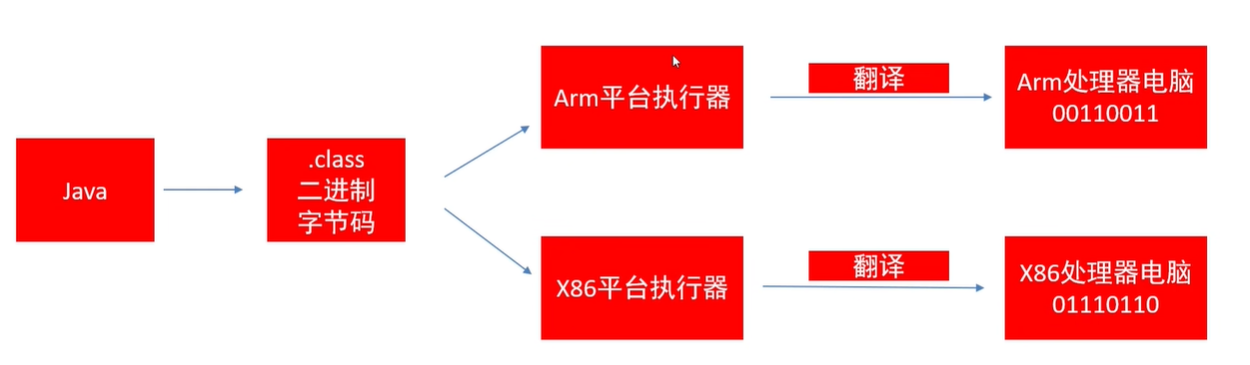 Java
.class
二进制
字节码
Arm平台执行器
翻译
Arm处理器电脑
00110011
X86平台执行器
翻译
X86处理器电脑
01110110